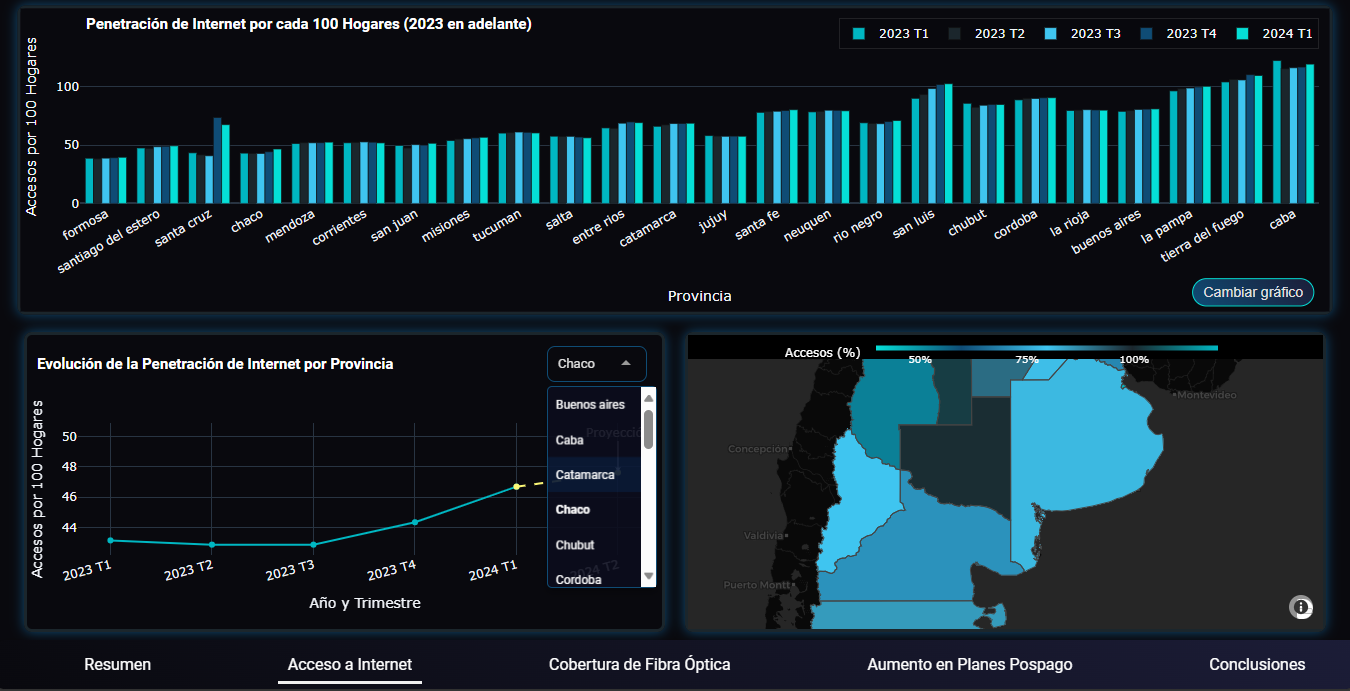 Penetración de Internet por cada 100 Hogares (2023 en adelante)
2023 T1 2023 T2 2023 T3 2023 T4 2024 T1
Accesos por 100 Hogares
100
50
0
formosa
santiago del estero
santa cruz
chaco
mendoza
corrientes
san juan
misiones
tucuman
salta
entre rios
catamarca
jujuy
santa fe
neuquen
rio negro
san luis
chubut
cordoba
la rioja
buenos aires
la pampa
tierra del fuego
caba
Provincia
Cambiar gráfico
Evolución de la Penetración de Internet por Provincia
Chaco
Buenos aires
Caba
Catamarca
Chaco
Chubut
Cordoba
Accesos por 100 Hogares
50
48
46
44
2023 T1
2023 T2
2023 T3
2023 T4
2024 T1
2024 T2
Año y Trimestre
Accesos (%)
50% 75% 100%
Montevideo
Concepción
Valdivia
Puerto Montt
Resumen Acceso a Internet Cobertura de Fibra Óptica Aumento en Planes Pospago Conclusiones